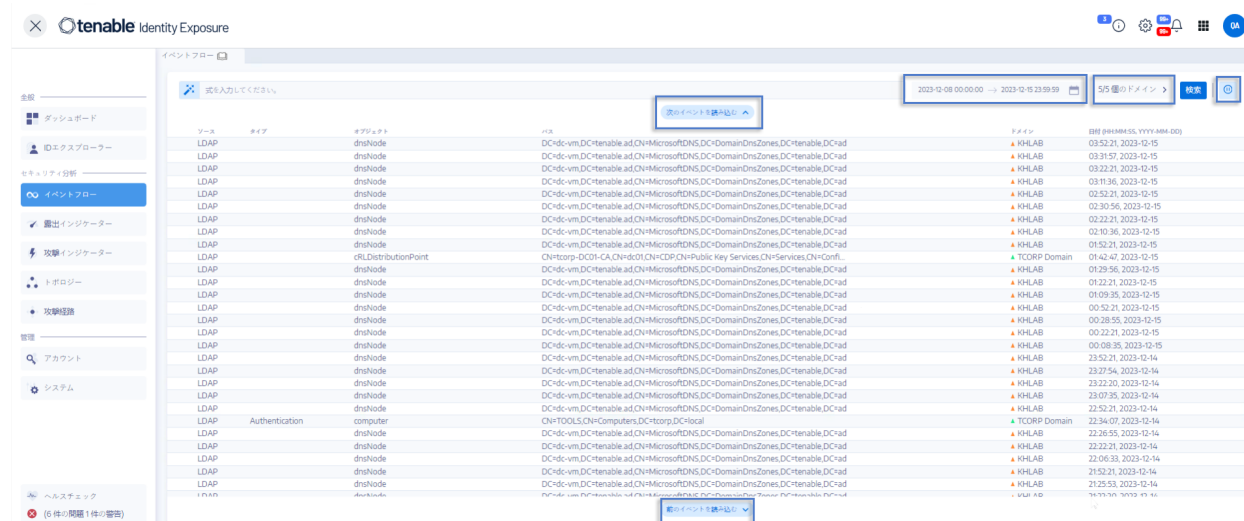 tenable Identity Exposure
3
99+
99+
QA
イベントフロー
全般
ダッシュボード
IDエクスプローラー
セキュリティ分析
イベントフロー
露出インジケーター
攻撃インジケーター
トポロジー
攻撃経路
管理
アカウント
システム
ヘルスチェック
(6 件の問題 1 件の警告)
式を入力してください。
2023-12-08 00:00:00 → 2023-12-15 23:59:59
5/5 個のドメイン >
検索
次のイベントを読み込む
ソース タイプ オブジェクト パス ドメイン 日付 (HH:MM:SS, YYYY-MM-DD)
LDAP dnsNode DC=dc-vm,DC=tenable.ad,CN=MicrosoftDNS,DC=DomainDnsZones,DC=tenable,DC=ad KHLAB 03:52:21, 2023-12-15
LDAP dnsNode DC=dc-vm,DC=tenable.ad,CN=MicrosoftDNS,DC=DomainDnsZones,DC=tenable,DC=ad KHLAB 03:31:57, 2023-12-15
LDAP dnsNode DC=dc-vm,DC=tenable.ad,CN=MicrosoftDNS,DC=DomainDnsZones,DC=tenable,DC=ad KHLAB 03:22:21, 2023-12-15
LDAP dnsNode DC=dc-vm,DC=tenable.ad,CN=MicrosoftDNS,DC=DomainDnsZones,DC=tenable,DC=ad KHLAB 03:11:36, 2023-12-15
LDAP dnsNode DC=dc-vm,DC=tenable.ad,CN=MicrosoftDNS,DC=DomainDnsZones,DC=tenable,DC=ad KHLAB 02:52:21, 2023-12-15
LDAP dnsNode DC=dc-vm,DC=tenable.ad,CN=MicrosoftDNS,DC=DomainDnsZones,DC=tenable,DC=ad KHLAB 02:30:56, 2023-12-15
LDAP dnsNode DC=dc-vm,DC=tenable.ad,CN=MicrosoftDNS,DC=DomainDnsZones,DC=tenable,DC=ad KHLAB 02:22:21, 2023-12-15
LDAP dnsNode DC=dc-vm,DC=tenable.ad,CN=MicrosoftDNS,DC=DomainDnsZones,DC=tenable,DC=ad KHLAB 02:10:36, 2023-12-15
LDAP dnsNode DC=dc-vm,DC=tenable.ad,CN=MicrosoftDNS,DC=DomainDnsZones,DC=tenable,DC=ad KHLAB 01:52:21, 2023-12-15
LDAP cRLDistributionPoint CN=tcorp-DC01-CA,CN=dc01,CN=CDP,CN=Public Key Services,CN=Services,CN=Confi... TCORP Domain 01:42:47, 2023-12-15
LDAP dnsNode DC=dc-vm,DC=tenable.ad,CN=MicrosoftDNS,DC=DomainDnsZones,DC=tenable,DC=ad KHLAB 01:29:56, 2023-12-15
LDAP dnsNode DC=dc-vm,DC=tenable.ad,CN=MicrosoftDNS,DC=DomainDnsZones,DC=tenable,DC=ad KHLAB 01:22:21, 2023-12-15
LDAP dnsNode DC=dc-vm,DC=tenable.ad,CN=MicrosoftDNS,DC=DomainDnsZones,DC=tenable,DC=ad KHLAB 01:09:35, 2023-12-15
LDAP dnsNode DC=dc-vm,DC=tenable.ad,CN=MicrosoftDNS,DC=DomainDnsZones,DC=tenable,DC=ad KHLAB 00:52:21, 2023-12-15
LDAP dnsNode DC=dc-vm,DC=tenable.ad,CN=MicrosoftDNS,DC=DomainDnsZones,DC=tenable,DC=ad KHLAB 00:28:55, 2023-12-15
LDAP dnsNode DC=dc-vm,DC=tenable.ad,CN=MicrosoftDNS,DC=DomainDnsZones,DC=tenable,DC=ad KHLAB 00:22:21, 2023-12-15
LDAP dnsNode DC=dc-vm,DC=tenable.ad,CN=MicrosoftDNS,DC=DomainDnsZones,DC=tenable,DC=ad KHLAB 00:08:35, 2023-12-15
LDAP dnsNode DC=dc-vm,DC=tenable.ad,CN=MicrosoftDNS,DC=DomainDnsZones,DC=tenable,DC=ad KHLAB 23:52:21, 2023-12-14
LDAP dnsNode DC=dc-vm,DC=tenable.ad,CN=MicrosoftDNS,DC=DomainDnsZones,DC=tenable,DC=ad KHLAB 23:27:54, 2023-12-14
LDAP dnsNode DC=dc-vm,DC=tenable.ad,CN=MicrosoftDNS,DC=DomainDnsZones,DC=tenable,DC=ad KHLAB 23:22:20, 2023-12-14
LDAP dnsNode DC=dc-vm,DC=tenable.ad,CN=MicrosoftDNS,DC=DomainDnsZones,DC=tenable,DC=ad KHLAB 23:07:35, 2023-12-14
LDAP dnsNode DC=dc-vm,DC=tenable.ad,CN=MicrosoftDNS,DC=DomainDnsZones,DC=tenable,DC=ad KHLAB 22:52:21, 2023-12-14
LDAP Authentication computer CN=TOOLS,CN=Computers,DC=tcorp,DC=local TCORP Domain 22:34:07, 2023-12-14
LDAP dnsNode DC=dc-vm,DC=tenable.ad,CN=MicrosoftDNS,DC=DomainDnsZones,DC=tenable,DC=ad KHLAB 22:26:55, 2023-12-14
LDAP dnsNode DC=dc-vm,DC=tenable.ad,CN=MicrosoftDNS,DC=DomainDnsZones,DC=tenable,DC=ad KHLAB 22:22:21, 2023-12-14
LDAP dnsNode DC=dc-vm,DC=tenable.ad,CN=MicrosoftDNS,DC=DomainDnsZones,DC=tenable,DC=ad KHLAB 22:06:33, 2023-12-14
LDAP dnsNode DC=dc-vm,DC=tenable.ad,CN=MicrosoftDNS,DC=DomainDnsZones,DC=tenable,DC=ad KHLAB 21:52:21, 2023-12-14
LDAP dnsNode DC=dc-vm,DC=tenable.ad,CN=MicrosoftDNS,DC=DomainDnsZones,DC=tenable,DC=ad KHLAB 21:25:53, 2023-12-14
前のイベントを読み込む